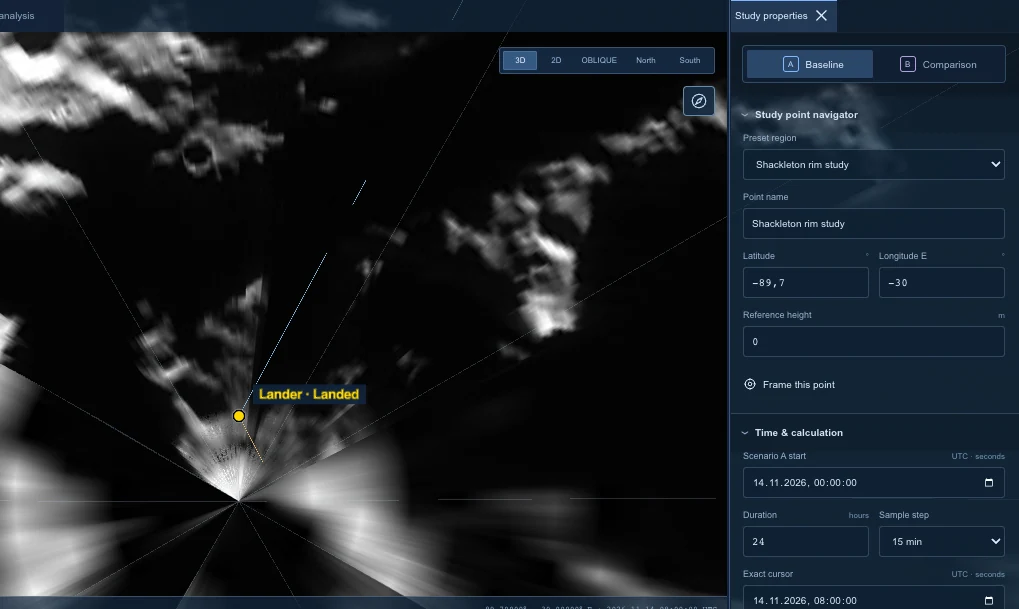 analysis
Study properties
3D 2D OBLIQUE North South
A Baseline B Comparison
Study point navigator
Preset region
Shackleton rim study
Point name
Shackleton rim study
Latitude ° Longitude E °
-89,7 -30
Reference height m
0
Lander · Landed
Frame this point
Time & calculation
Scenario A start UTC · seconds
14.11.2026, 00:00:00
Duration hours Sample step
24 15 min
Exact cursor UTC · seconds
14.11.2026, 08:00:00